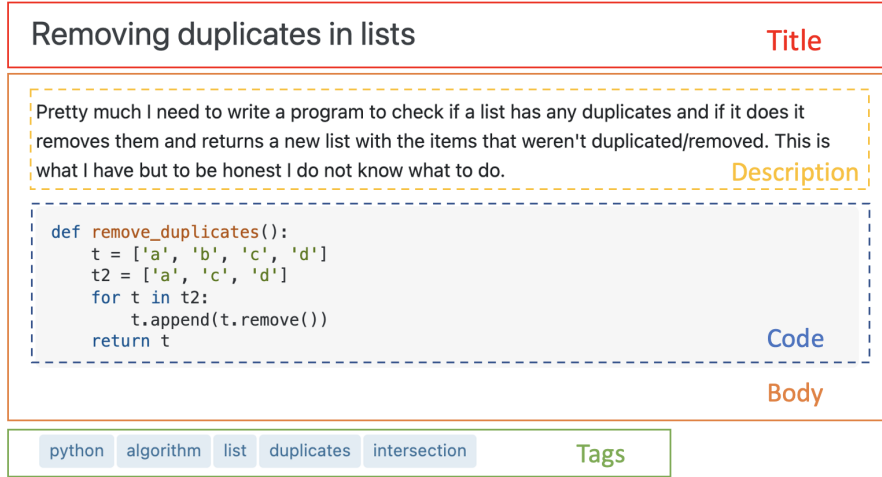 Removing duplicates in lists
Title
Pretty much I need to write a program to check if a list has any duplicates and if it does it
removes them and returns a new list with the items that weren't duplicated/removed. This is
what I have but to be honest I do not know what to do.
Description
def remove_duplicates():
    t = ['a', 'b', 'c', 'd']
    t2 = ['a', 'c', 'd']
    for t in t2:
        t.append(t.remove())
    return t
Code
Body
python algorithm list duplicates intersection
Tags